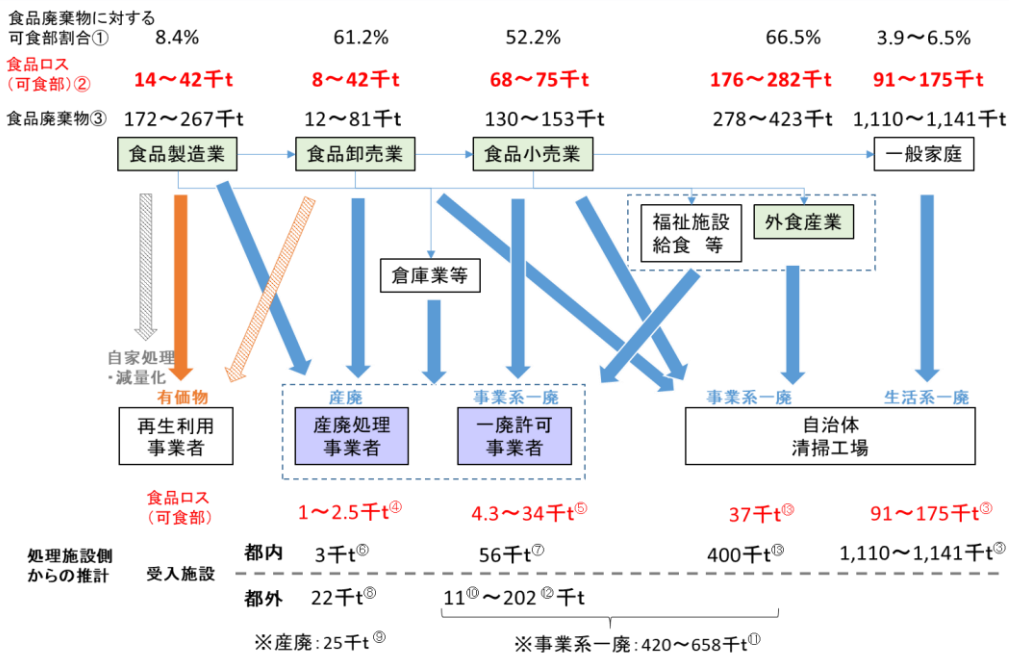 食品廃棄物に対する
可食部割合① 8.4% 61.2% 52.2% 66.5% 3.9～6.5%
食品ロス
（可食部）② 14～42千t 8～42千t 68～75千t 176～282千t 91～175千t
食品廃棄物③ 172～267千t 12～81千t 130～153千t 278～423千t 1,110～1,141千t
食品製造業 食品卸売業 食品小売業 一般家庭
福祉施設
給食 等
外食産業
倉庫業等
自家処理
・減量化
有価物 産廃 事業系一廃 事業系一廃 生活系一廃
再生利用
事業者
産廃処理
事業者
一廃許可
事業者
自治体
清掃工場
食品ロス
（可食部） 1～2.5千t④ 4.3～34千t⑤ 37千t⑬ 91～175千t③
処理施設側
からの推計
受入施設
都内 3千t⑥ 56千t⑦ 400千t⑬ 1,110～1,141千t③
都外 22千t⑧ 11⑩～202⑫千t
※産廃：25千t⑨ ※事業系一廃：420～658千t⑪